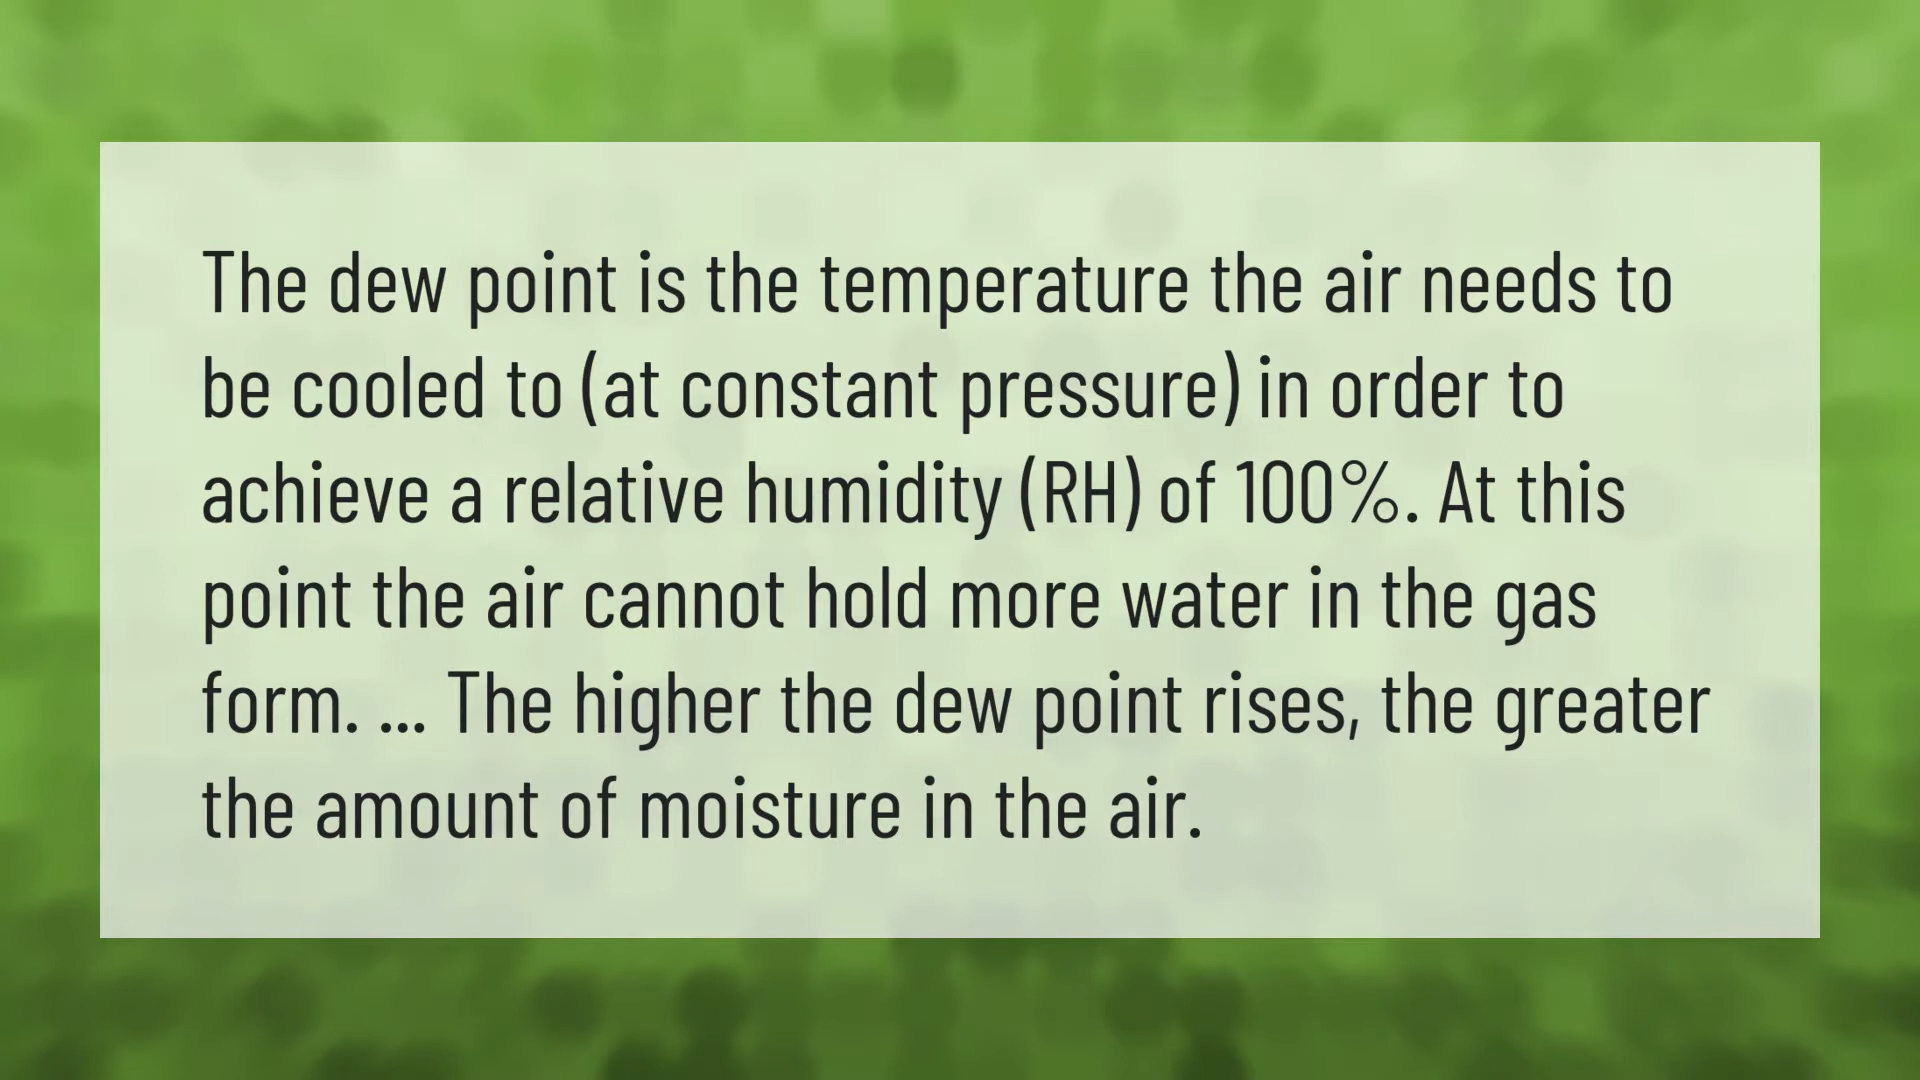 The dew point is the temperature the air needs to
be cooled to (at constant pressure) in order to
achieve a relative humidity (RH) of 100%. At this
point the air cannot hold more water in the gas
form. ... The higher the dew point rises, the greater
the amount of moisture in the air.